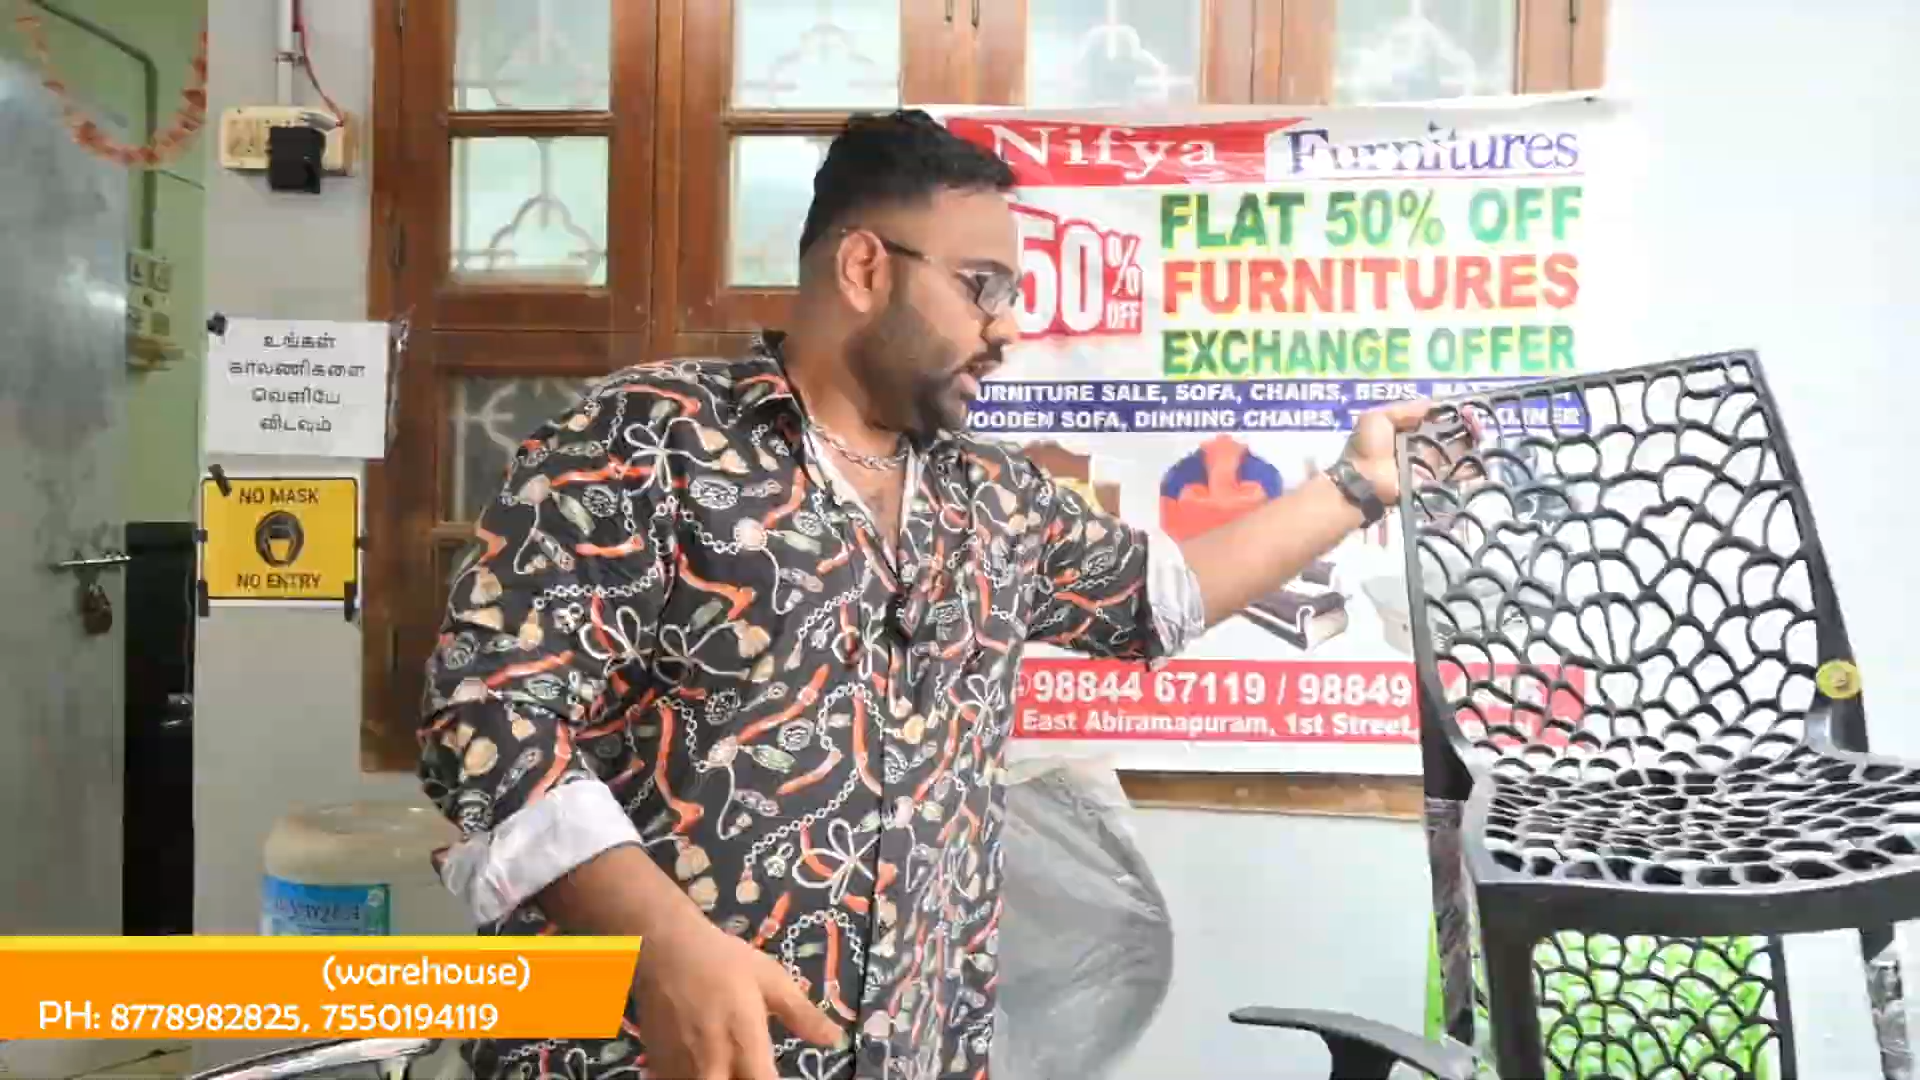 Nifya Furnitures
50% OFF
FLAT 50% OFF
FURNITURES
EXCHANGE OFFER
URNITURE SALE, SOFA, CHAIRS, BEDS,
WOODEN SOFA, DINNING CHAIRS,
உங்கள்
காலணிகளை
வெளியே
விடவும்
NO MASK
NO ENTRY
98844 67119 / 98849
East Abiramapuram, 1st Street,
(warehouse)
PH: 8778982825, 7550194119